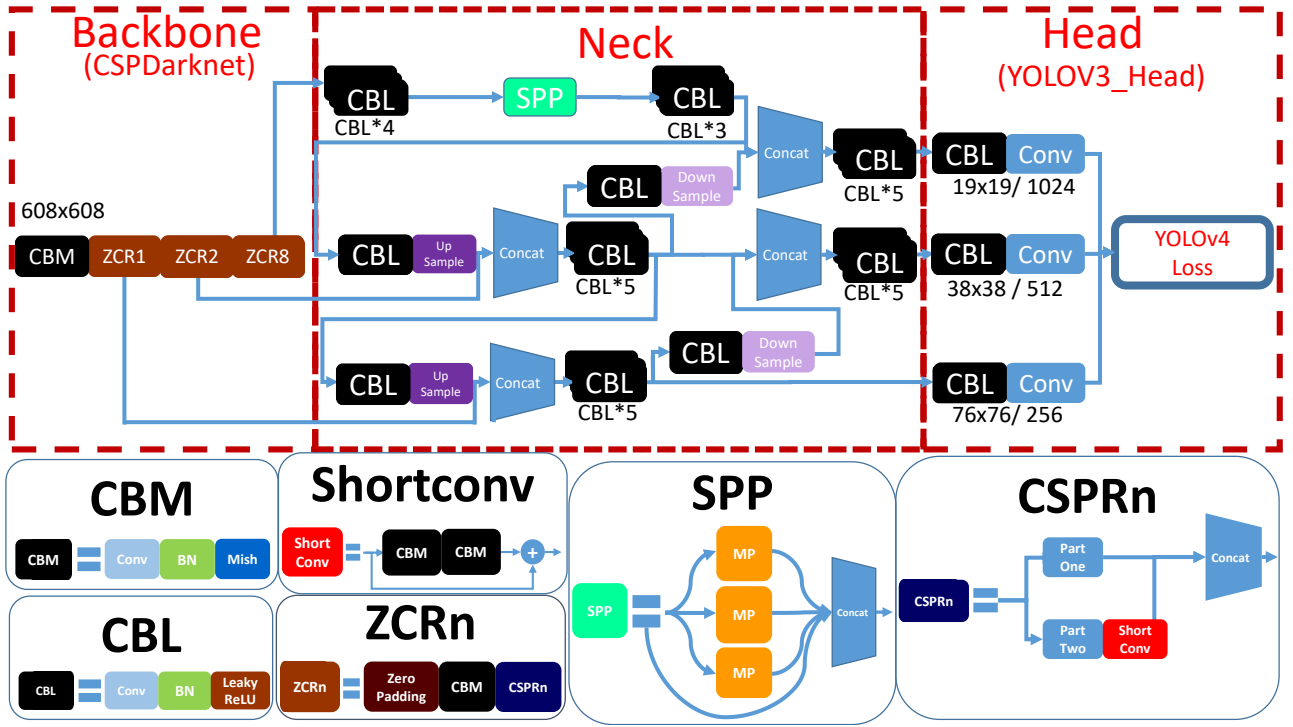 Backbone
(CSPDarknet)
Neck
Head
(YOLOV3_Head)
CBL
CBL*4
SPP
CBL
CBL*3
Concat
CBL
CBL*5
CBL
Conv
19x19/ 1024
CBL
Down
Sample
608x608
CBM
ZCR1
ZCR2
ZCR8
CBL
Up
Sample
Concat
CBL
CBL*5
Concat
CBL
CBL*5
CBL
Conv
38x38 / 512
YOLOv4
Loss
CBL
Down
Sample
CBL
Up
Sample
Concat
CBL
CBL*5
CBL
Conv
76x76/ 256
CBM
CBM
Conv
BN
Mish
Shortconv
Short
Conv
CBM
CBM
+
CBL
CBL
Conv
BN
Leaky
ReLU
ZCRn
ZCRn
Zero
Padding
CBM
CSPRn
SPP
SPP
MP
MP
MP
Concat
CSPRn
CSPRn
Part
One
Part
Two
Short
Conv
Concat